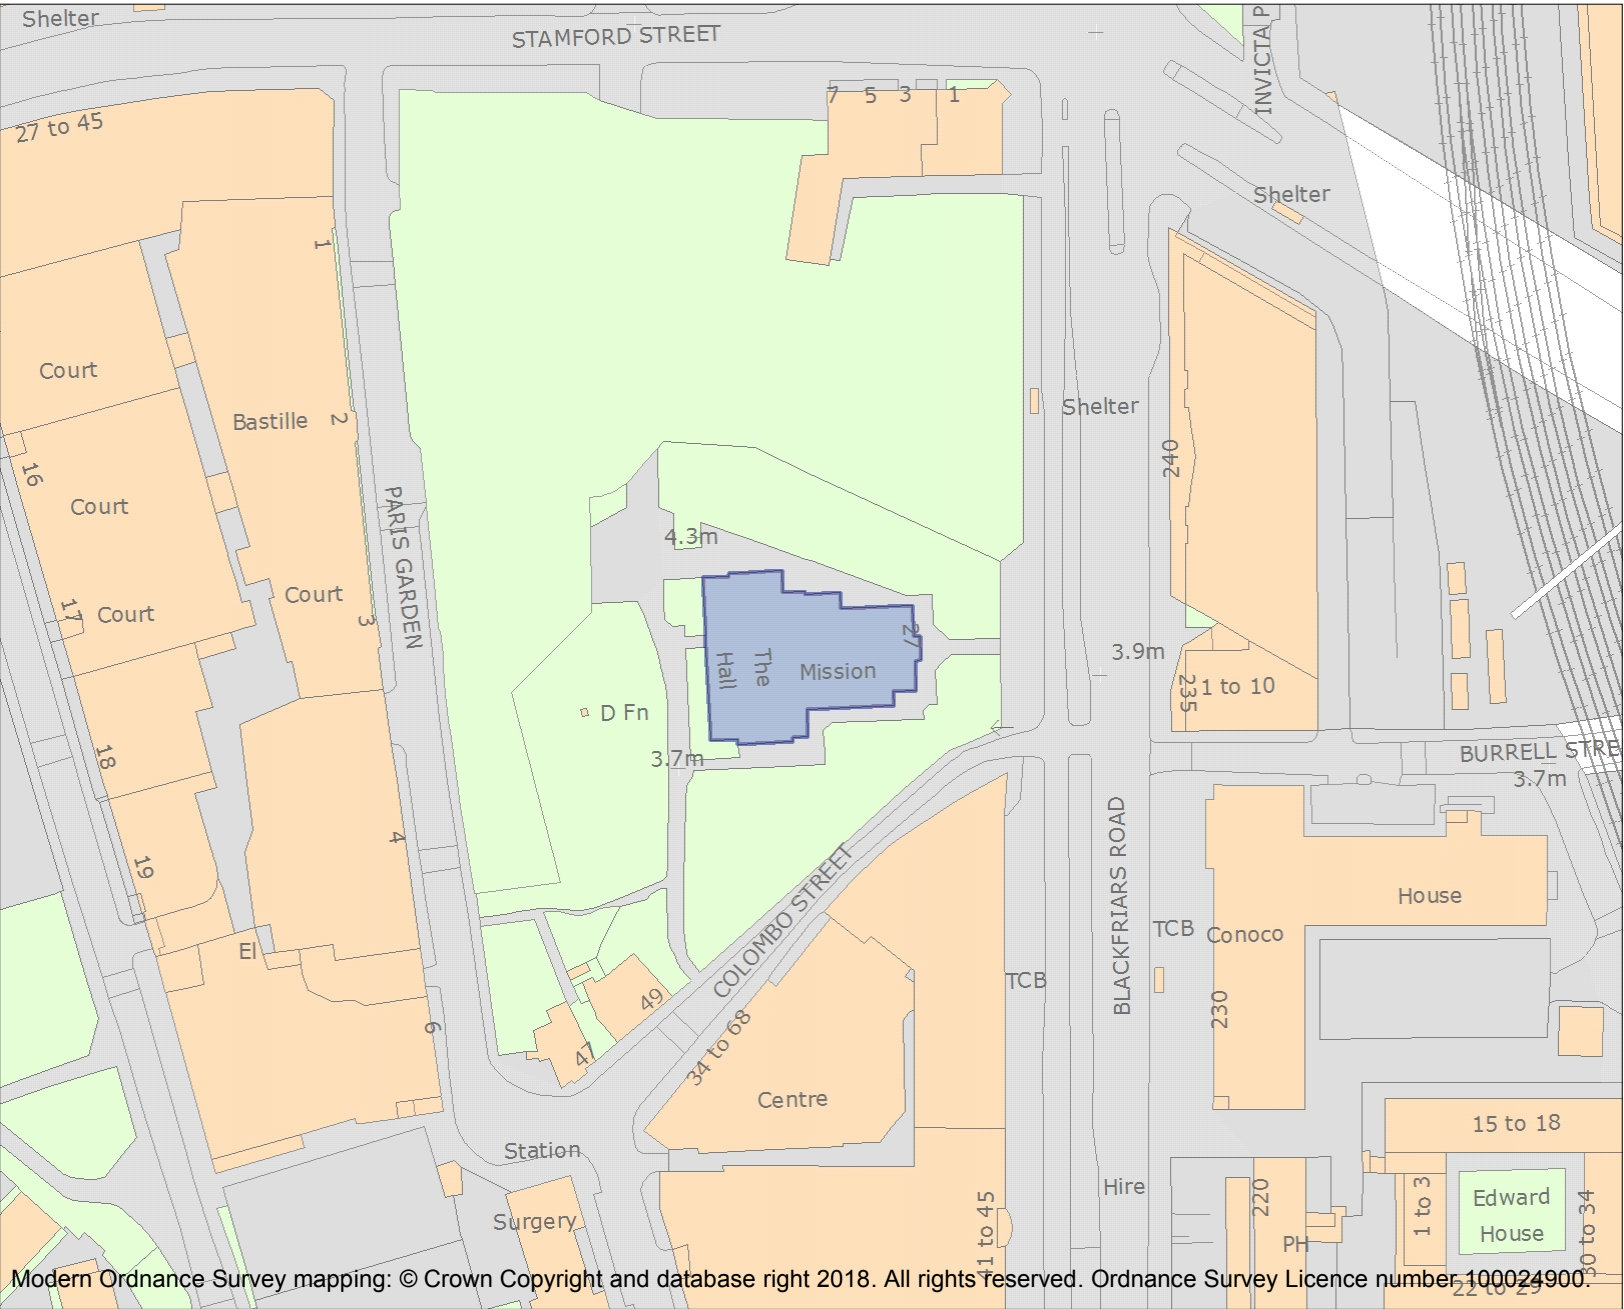 Shelter
STAMFORD STREET
INVICTA P
27 to 45
7 5 3 1
Shelter
1
Court
Bastille
2
Shelter
240
16
Court
PARIS GARDEN
4.3m
17
Court
Court
3
27
The
Hall
Mission
3.9m
235
1 to 10
D Fn
3.7m
18
BURRELL STRE
3.7m
4
19
COLOMBO STREET
BLACKFRIARS ROAD
House
TCB
Conoco
El
TCB
49
230
6
47
34 to 68
Centre
15 to 18
Station
Hire
220
1 to 3
Edward
House
30 to 34
Surgery
41 to 45
PH
22 to 29
Modern Ordnance Survey mapping: © Crown Copyright and database right 2018. All rights reserved. Ordnance Survey Licence number 100024900.